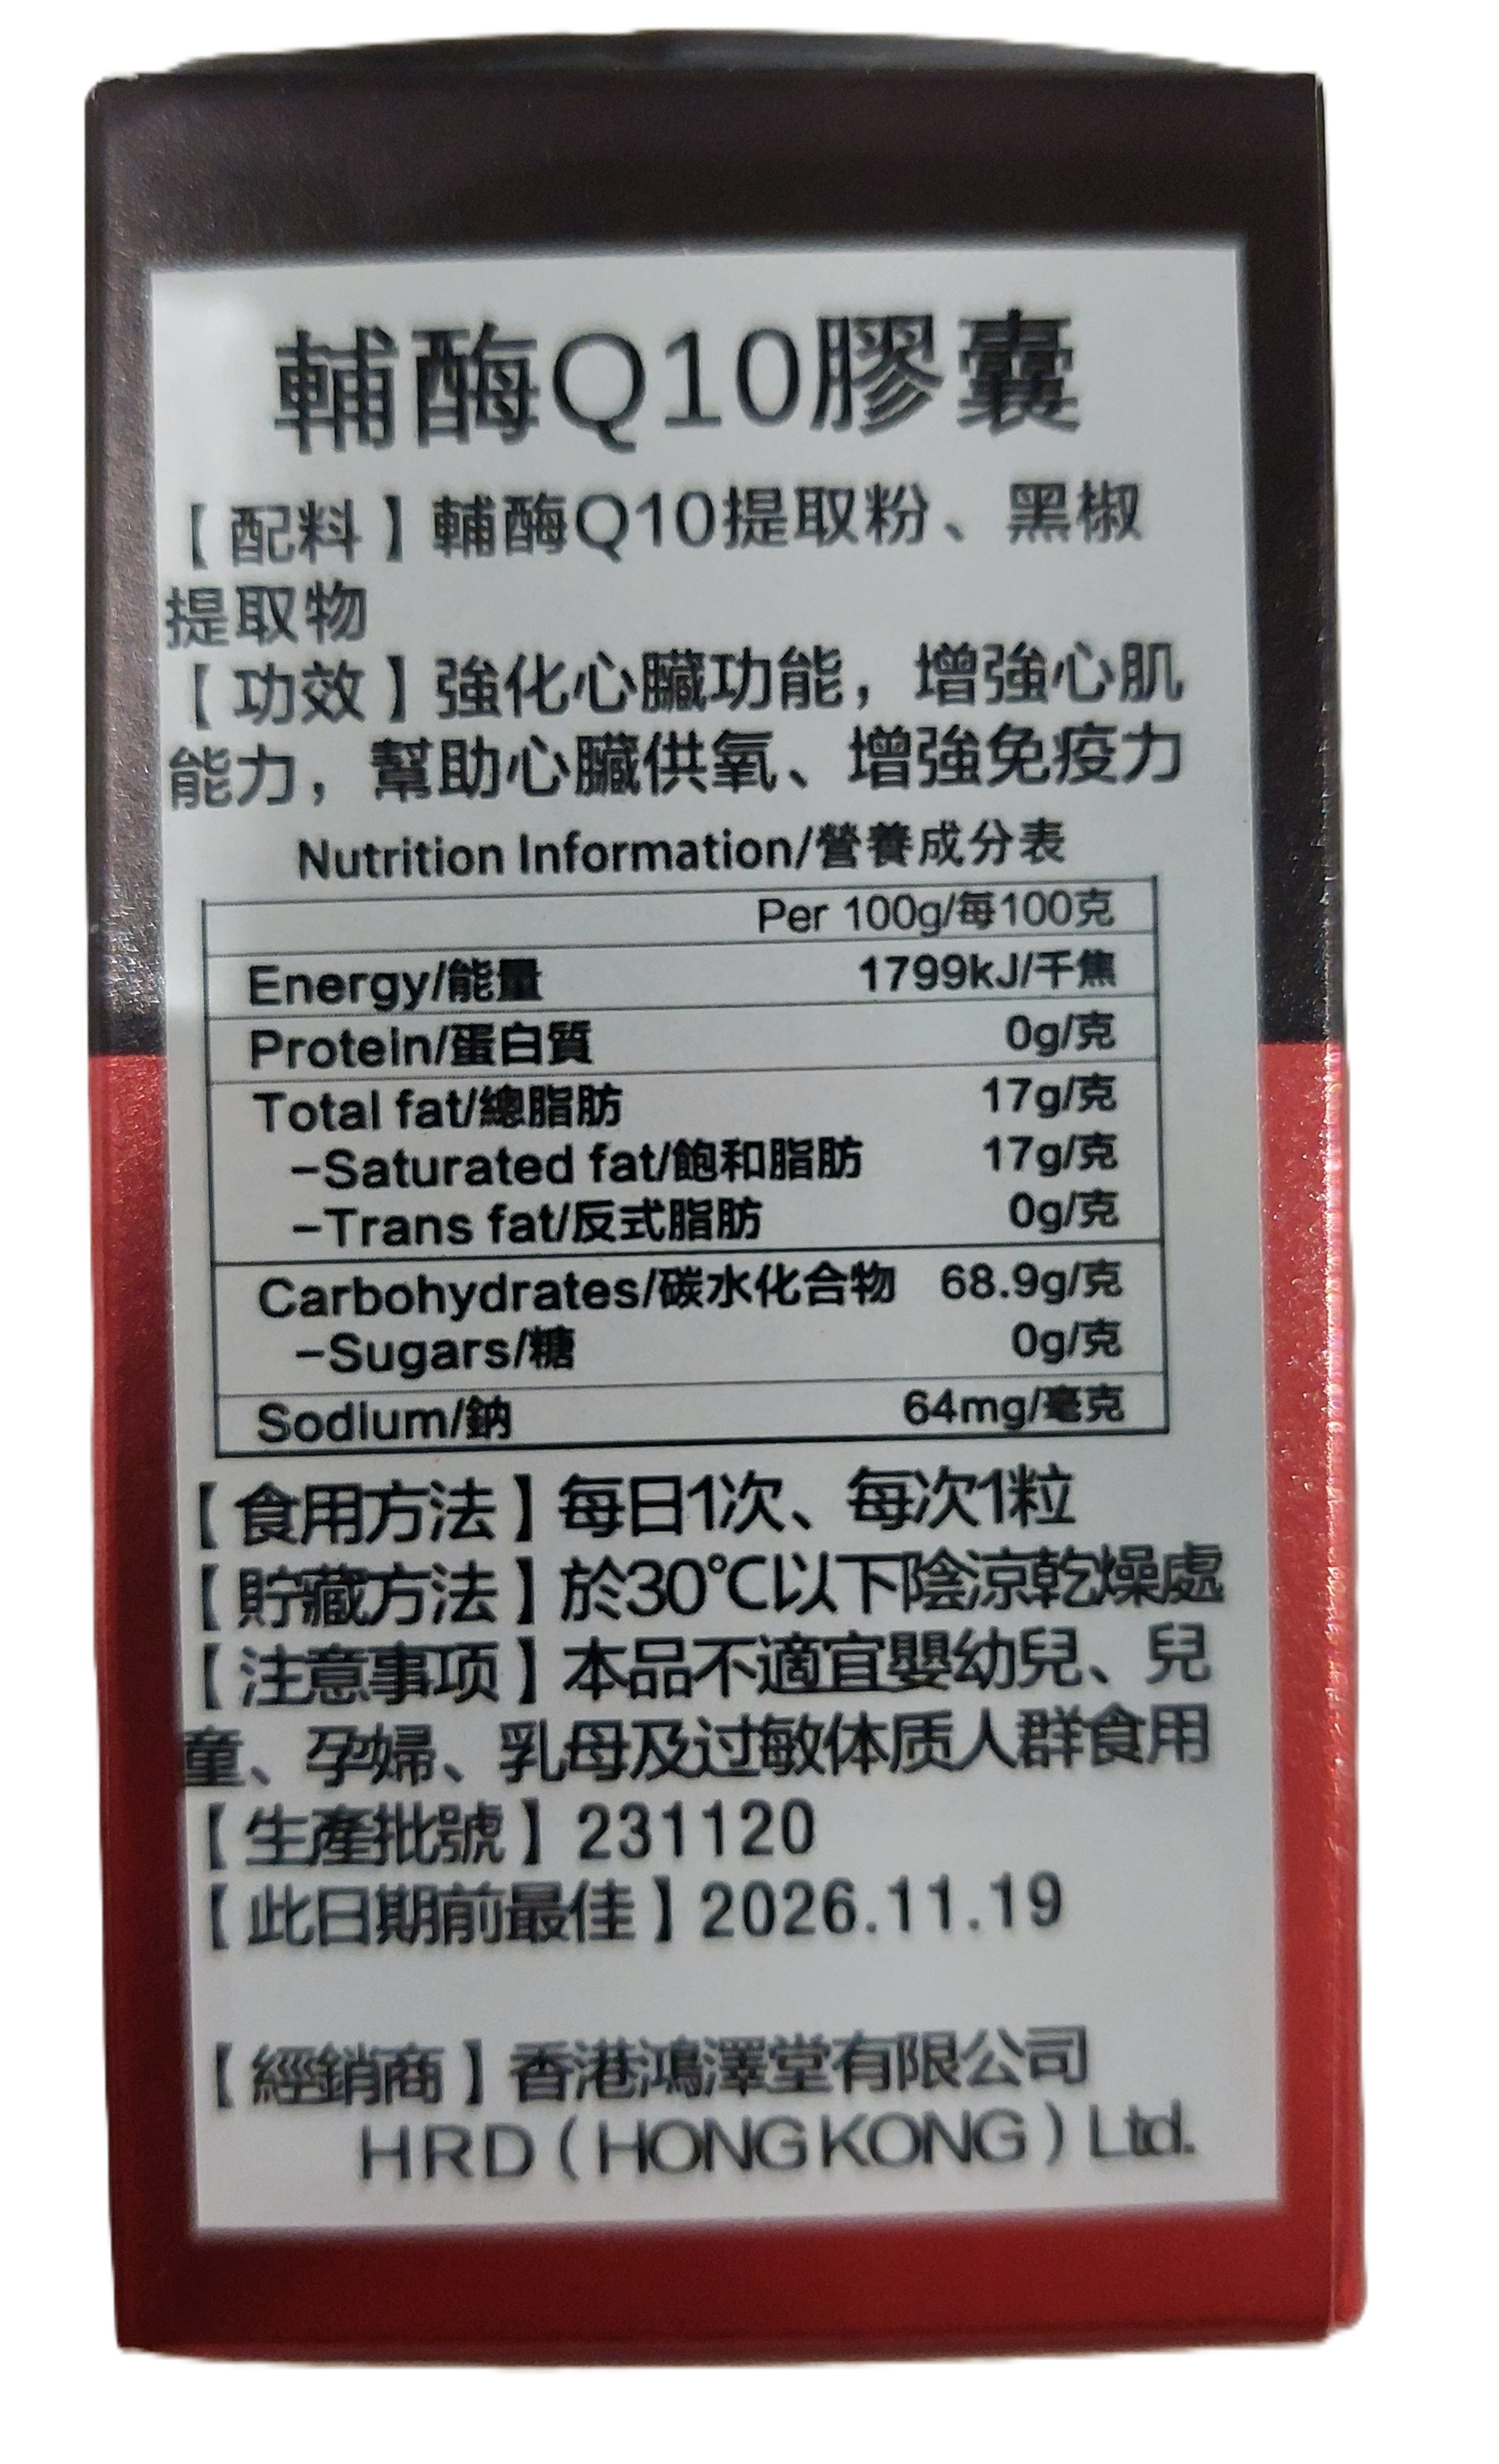 輔酶Q10膠囊
【配料】輔酶Q10提取粉、黑椒
提取物
【功效】強化心臟功能，增強心肌
能力，幫助心臟供氧、增強免疫力
Nutrition Information/營養成分表
Per 100g/每100克
Energy/能量 1799kJ/千焦
Protein/蛋白質 0g/克
Total fat/總脂肪 17g/克
-Saturated fat/飽和脂肪 17g/克
-Trans fat/反式脂肪 0g/克
Carbohydrates/碳水化合物 68.9g/克
-Sugars/糖 0g/克
Sodium/鈉 64mg/毫克
【食用方法】每日1次、每次1粒
【貯藏方法】於30℃以下陰涼乾燥處
【注意事项】本品不適宜嬰幼兒、兒
童、孕婦、乳母及过敏体质人群食用
【生產批號】231120
【此日期前最佳】2026.11.19
【經銷商】香港鴻澤堂有限公司
HRD（HONG KONG）Ltd.